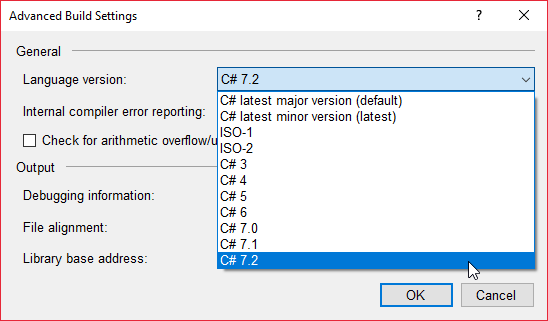 Advanced Build Settings
?
General
Language version:
C# 7.2
C# latest major version (default)
C# latest minor version (latest)
ISO-1
ISO-2
C# 3
C# 4
C# 5
C# 6
C# 7.0
C# 7.1
C# 7.2
Internal compiler error reporting:
Check for arithmetic overflow/u
Output
Debugging information:
File alignment:
Library base address:
OK
Cancel